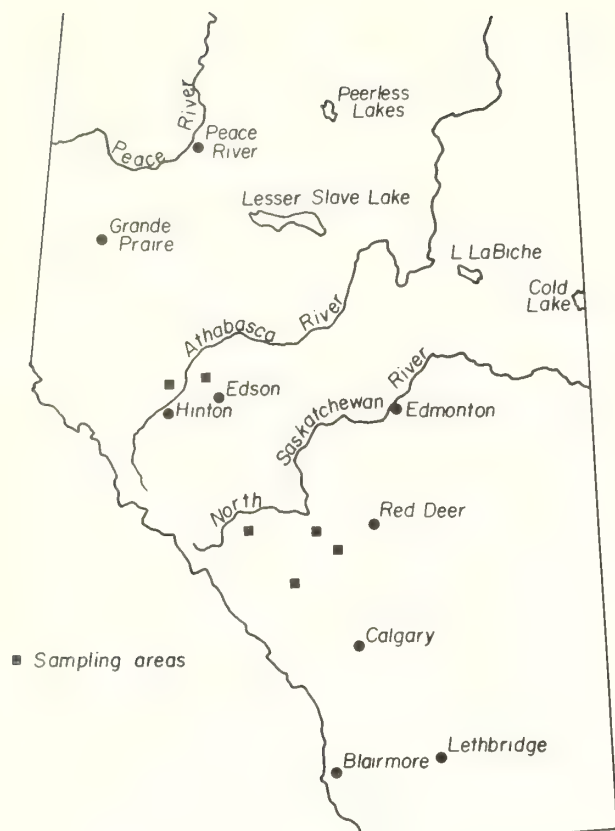 Peerless
Lakes
Peace River
Peace
River
Lesser Slave Lake
Grande
Praire
L LaBiche
Cold
Lake
Athabasca River
Edson
Hinton
North Saskatchewan River
Edmonton
Red Deer
Calgary
Sampling areas
Lethbridge
Blairmore